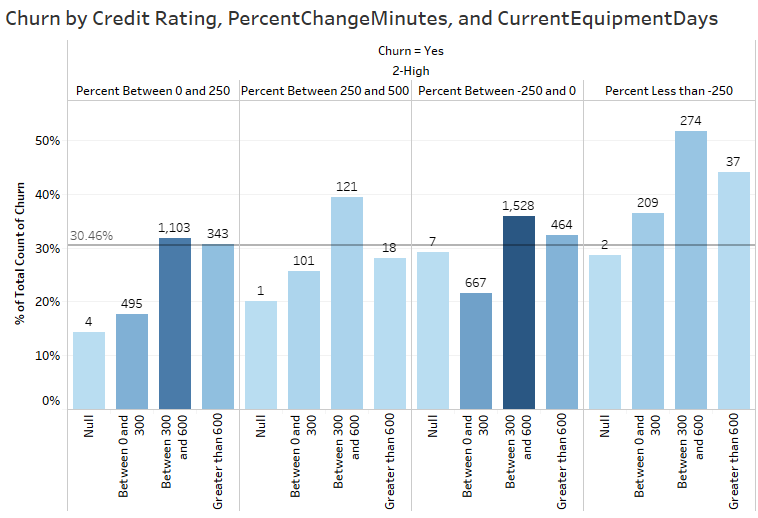 Churn by Credit Rating, PercentChangeMinutes, and CurrentEquipmentDays
Churn = Yes
2-High
Percent Between 0 and 250
Percent Between 250 and 500
Percent Between -250 and 0
Percent Less than -250
% of Total Count of Churn
50%
40%
30%
20%
10%
0%
30.46%
4
495
1,103
343
1
101
121
18
7
667
1,528
464
2
209
274
37
Null
Between 0 and
300
Between 300
and 600
Greater than 600
Null
Between 0 and
300
Between 300
and 600
Greater than 600
Null
Between 0 and
300
Between 300
and 600
Greater than 600
Null
Between 0 and
300
Between 300
and 600
Greater than 600